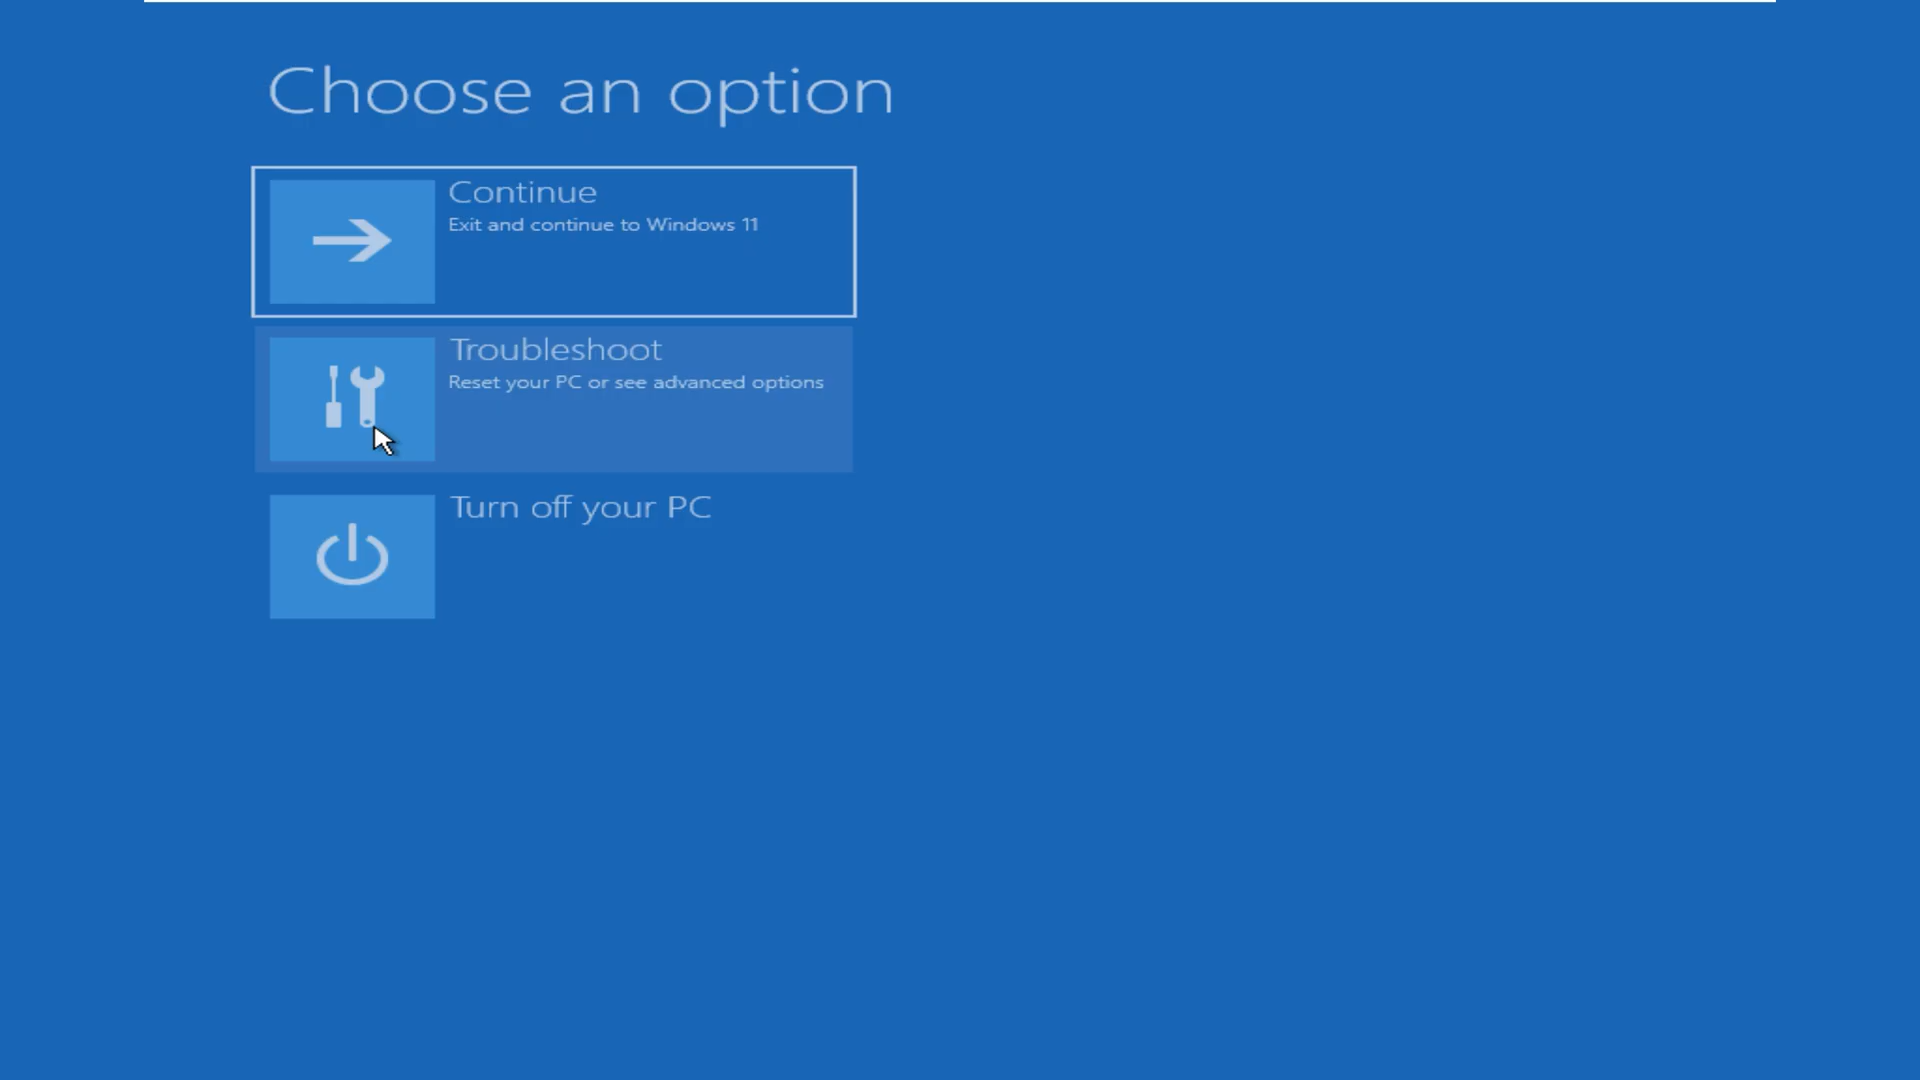 Choose an option
Continue
Exit and continue to Windows 11
Troubleshoot
Reset your PC or see advanced options
Turn off your PC